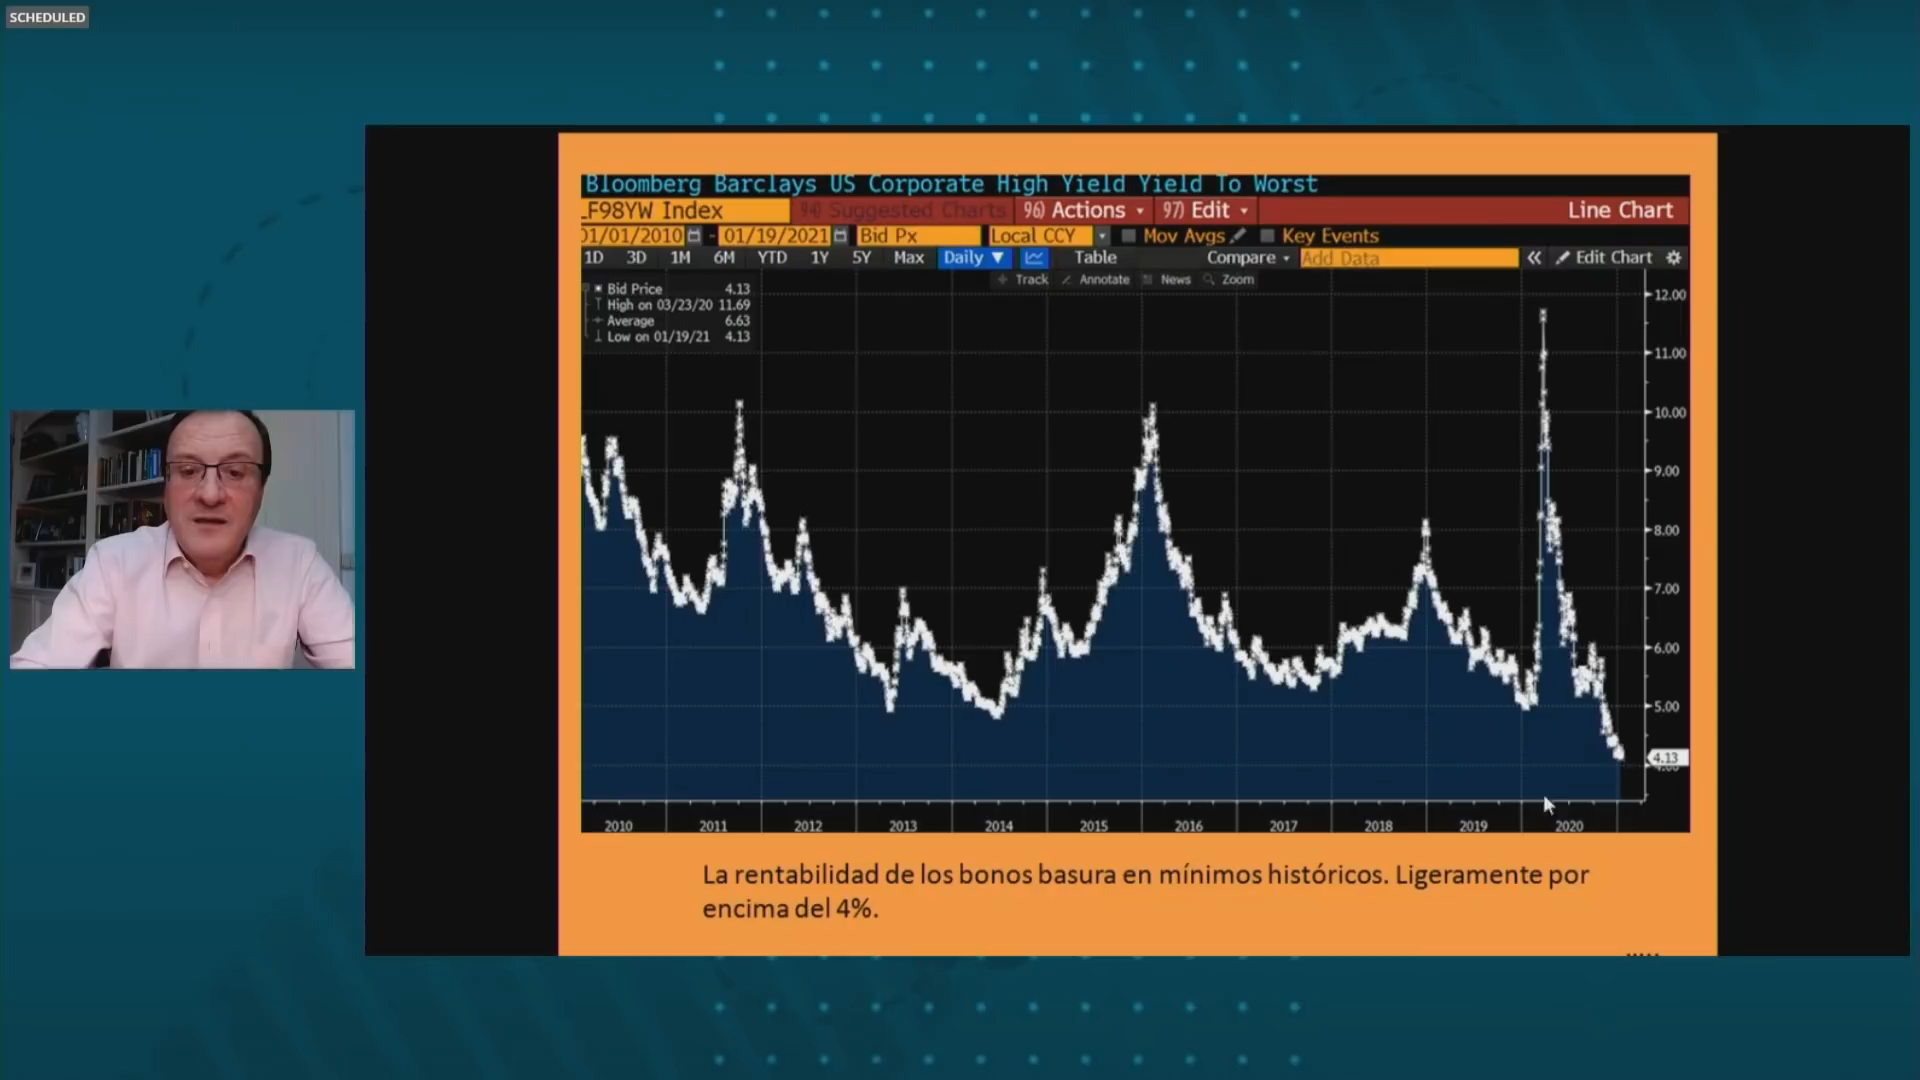 SCHEDULED
Bloomberg Barclays US Corporate High Yield Yield To Worst
LF98YW Index 94) Suggested Charts 96) Actions 97) Edit Line Chart
01/01/2010 - 01/19/2021 Bid Px Local CCY Mov Avgs Key Events
1D 3D 1M 6M YTD 1Y 5Y Max Daily ▼ Table Compare Add Data « Edit Chart
Track Annotate News Zoom
Bid Price 4.13
High on 03/23/20 11.69
Average 6.63
Low on 01/19/21 4.13
12.00
11.00
10.00
9.00
8.00
7.00
6.00
5.00
4.13
4.00
2010 2011 2012 2013 2014 2015 2016 2017 2018 2019 2020
La rentabilidad de los bonos basura en mínimos históricos. Ligeramente por
encima del 4%.